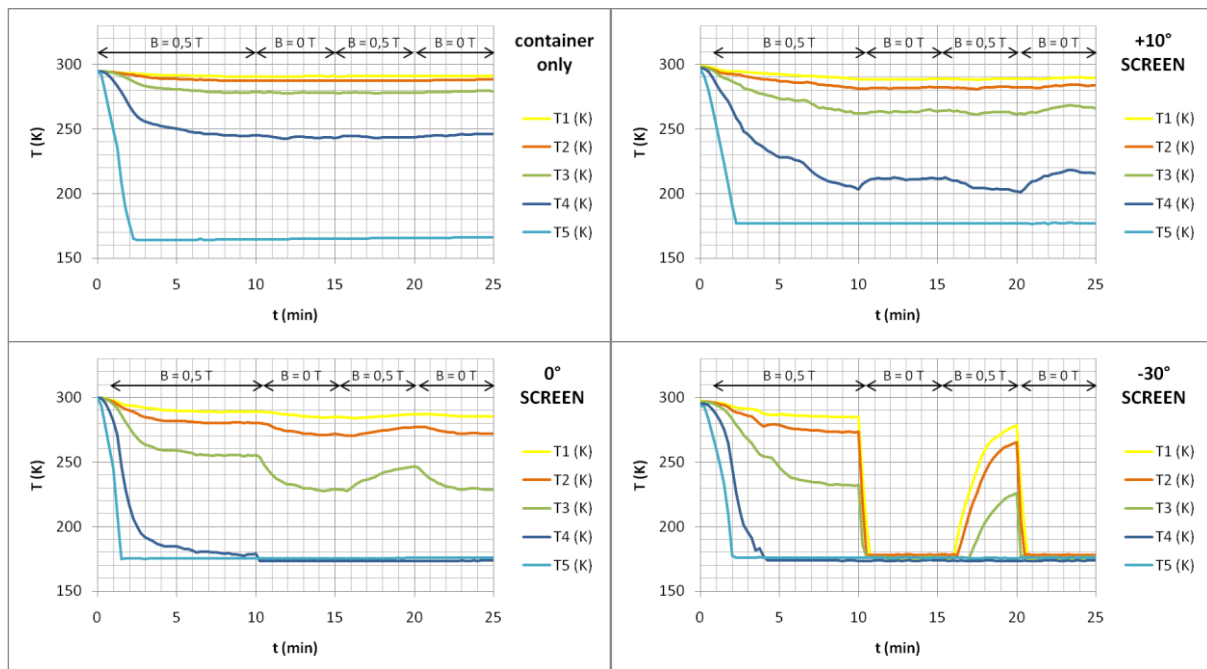 B = 0,5 T B = 0 T B = 0,5 T B = 0 T
container
only
300
250
200
150
T (K)
0 5 10 15 20 25
t (min)
T1 (K)
T2 (K)
T3 (K)
T4 (K)
T5 (K)
B = 0,5 T B = 0 T B = 0,5 T B = 0 T
+10°
SCREEN
300
250
200
150
T (K)
0 5 10 15 20 25
t (min)
T1 (K)
T2 (K)
T3 (K)
T4 (K)
T5 (K)
B = 0,5 T B = 0 T B = 0,5 T B = 0 T
0°
SCREEN
300
250
200
150
T (K)
0 5 10 15 20 25
t (min)
T1 (K)
T2 (K)
T3 (K)
T4 (K)
T5 (K)
B = 0,5 T B = 0 T B = 0,5 T B = 0 T
-30°
SCREEN
300
250
200
150
T (K)
0 5 10 15 20 25
t (min)
T1 (K)
T2 (K)
T3 (K)
T4 (K)
T5 (K)